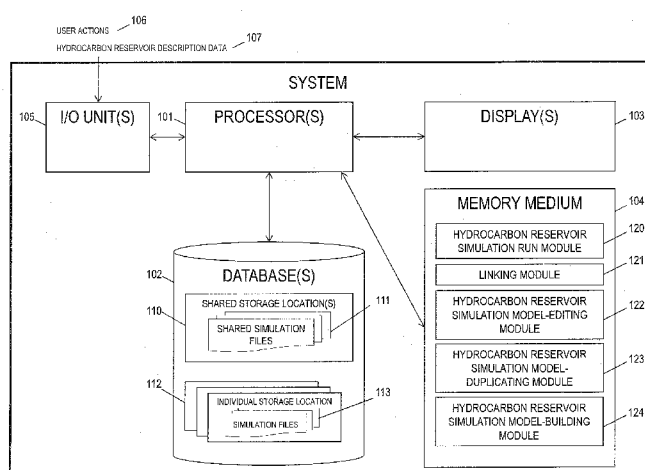 106
USER ACTIONS
HYDROCARBON RESERVOIR DESCRIPTION DATA
107
SYSTEM
105
I/O UNIT(S)
101
PROCESSOR(S)
DISPLAY(S)
103
MEMORY MEDIUM
104
HYDROCARBON RESERVOIR
SIMULATION RUN MODULE
120
LINKING MODULE
121
HYDROCARBON RESERVOIR
SIMULATION MODEL-EDITING
MODULE
122
HYDROCARBON RESERVOIR
SIMULATION MODEL-
DUPLICATING MODULE
123
HYDROCARBON RESERVOIR
SIMULATION MODEL-BUILDING
MODULE
124
102
DATABASE(S)
110
SHARED STORAGE LOCATION(S)
111
SHARED SIMULATION
FILES
112
INDIVIDUAL STORAGE LOCATION
113
SIMULATION FILES